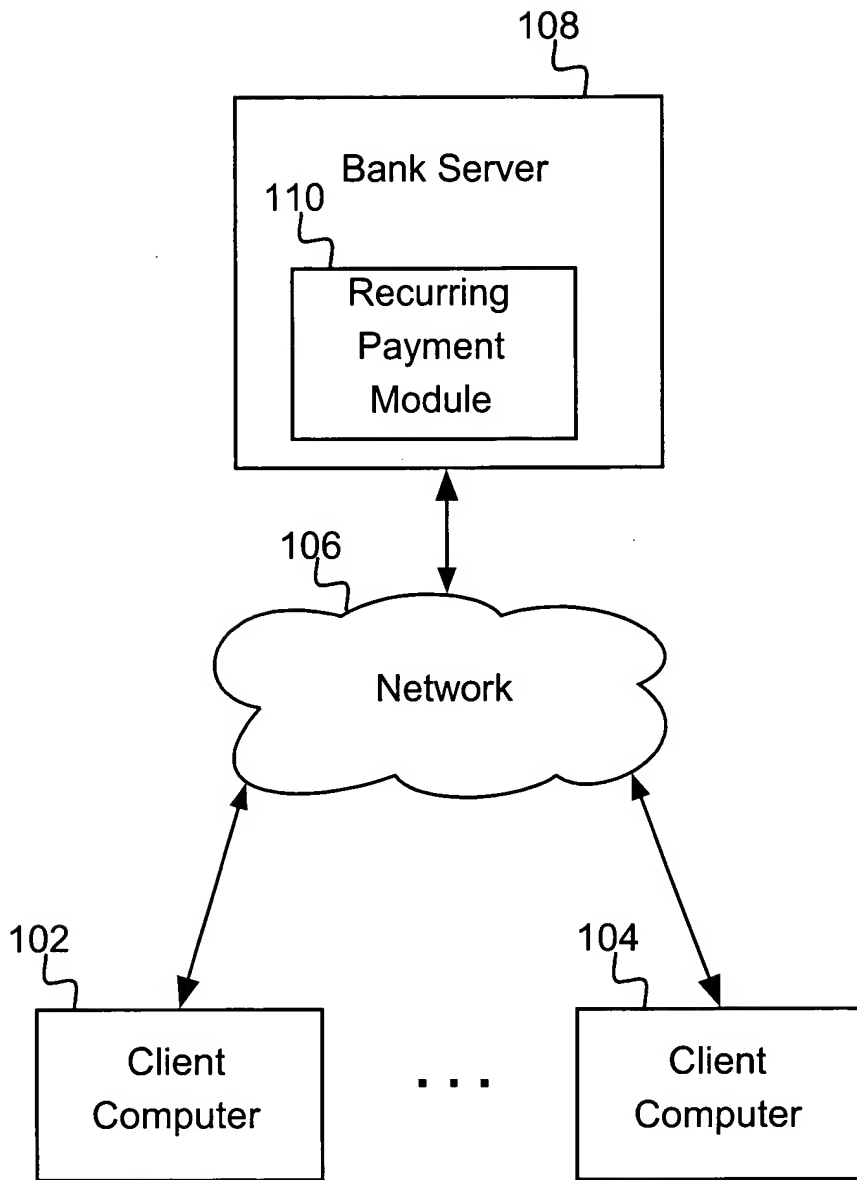 108
Bank Server
110
Recurring
Payment
Module
106
Network
102
104
Client
Computer
. . .
Client
Computer